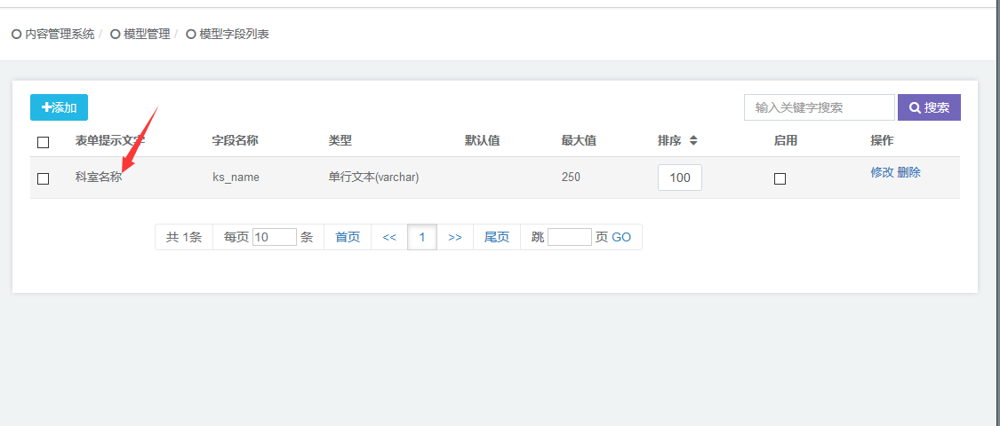 内容管理系统 / 模型管理 / 模型字段列表
添加 输入关键字搜索 搜索
表单提示文字 字段名称 类型 默认值 最大值 排序 启用 操作
科室名称 ks_name 单行文本(varchar) 250 100 修改 删除
共 1条 每页 10 条 首页 << 1 >> 尾页 跳 页 GO